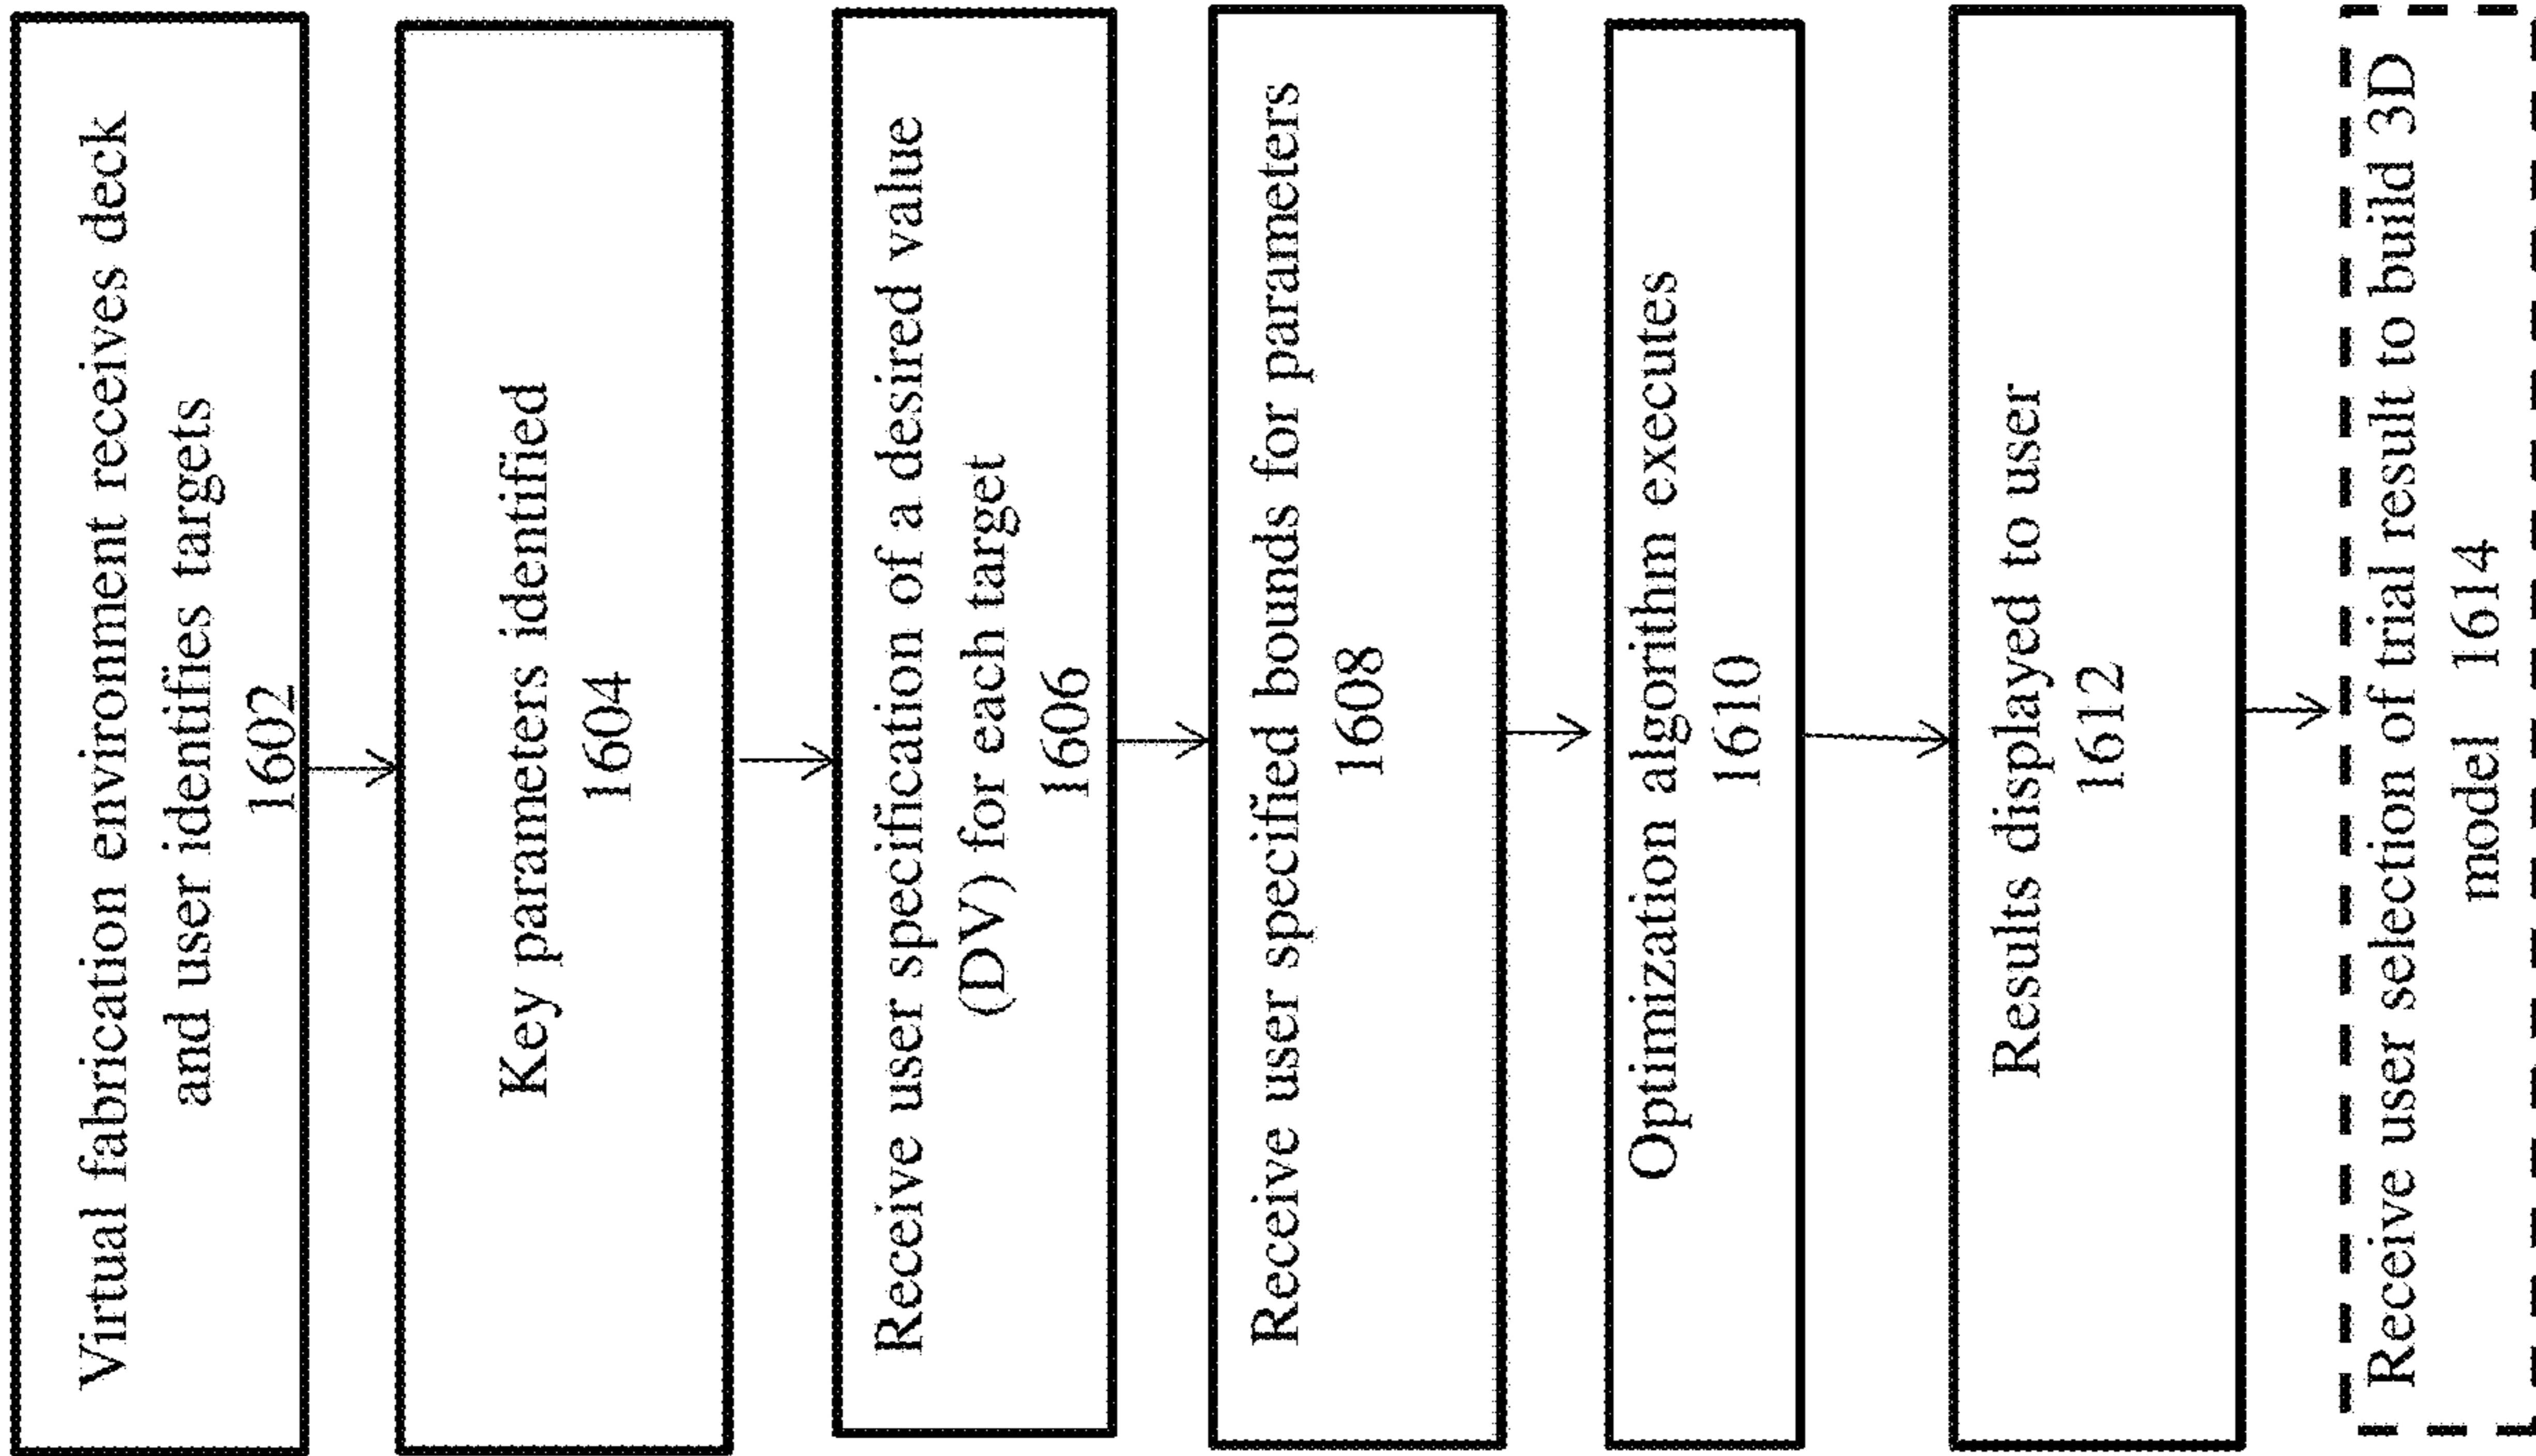 Virtual fabrication environment receives deck
and user identifies targets
1602
Key parameters identified
1604
Receive user specification of a desired value
(DV) for each target
1606
Receive user specified bounds for parameters
1608
Optimization algorithm executes
1610
Results displayed to user
1612
Receive user selection of trial result to build 3D
model 1614